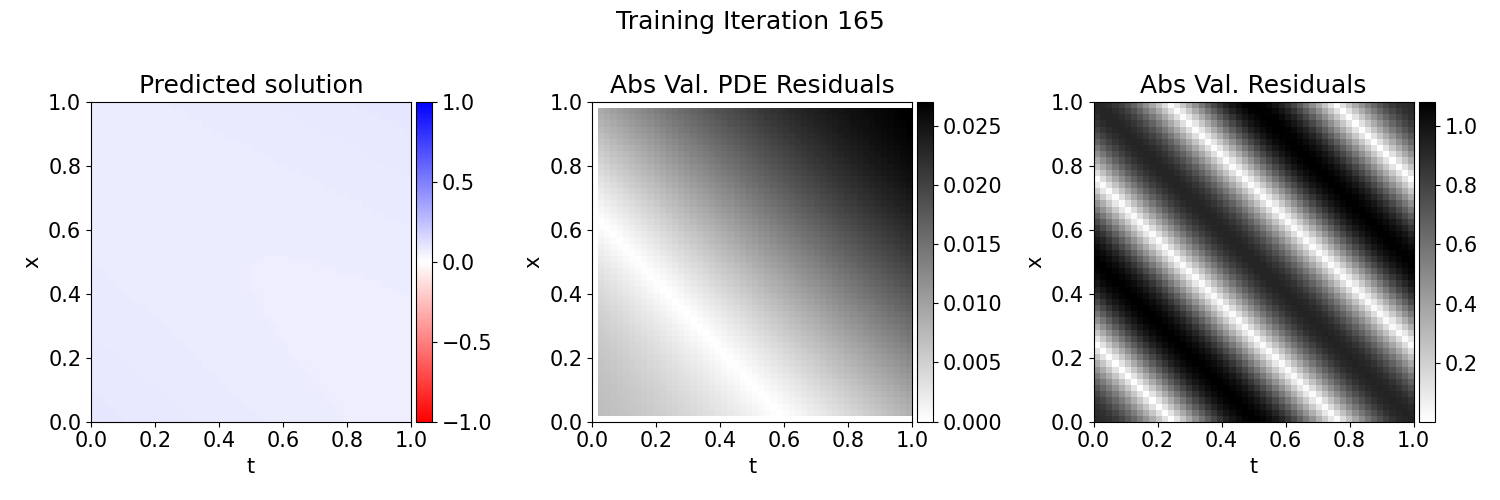 Training Iteration 165
Predicted solution
Abs Val. PDE Residuals
Abs Val. Residuals
1.0
0.8
0.6
0.4
0.2
0.0
x
0.0 0.2 0.4 0.6 0.8 1.0
t
1.0
0.5
0.0
−0.5
−1.0
1.0
0.8
0.6
0.4
0.2
0.0
x
0.0 0.2 0.4 0.6 0.8 1.0
t
0.025
0.020
0.015
0.010
0.005
0.000
1.0
0.8
0.6
0.4
0.2
0.0
x
0.0 0.2 0.4 0.6 0.8 1.0
t
1.0
0.8
0.6
0.4
0.2